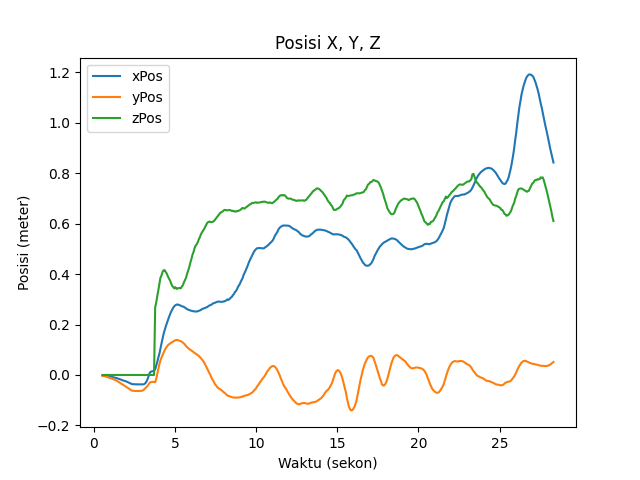 Posisi X, Y, Z
xPos
yPos
zPos
1.2
1.0
0.8
0.6
0.4
0.2
0.0
−0.2
Posisi (meter)
0 5 10 15 20 25
Waktu (sekon)